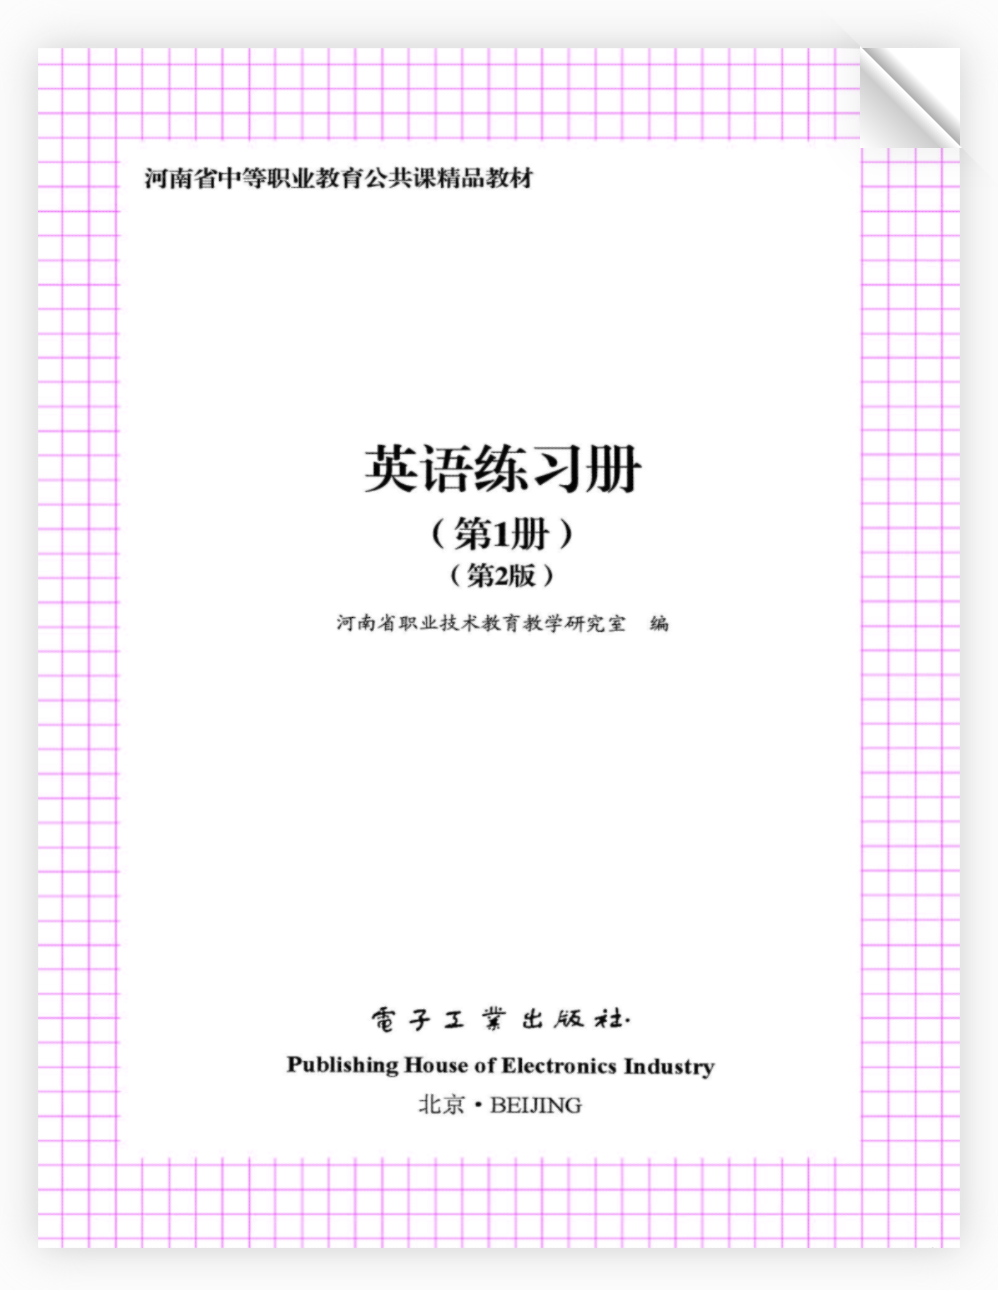 河南省中等职业教育公共课精品教材
英语练习册
（第1册）
（第2版）
河南省职业技术教育教学研究室 编
電子工業出版社·
Publishing House of Electronics Industry
北京·BEIJING